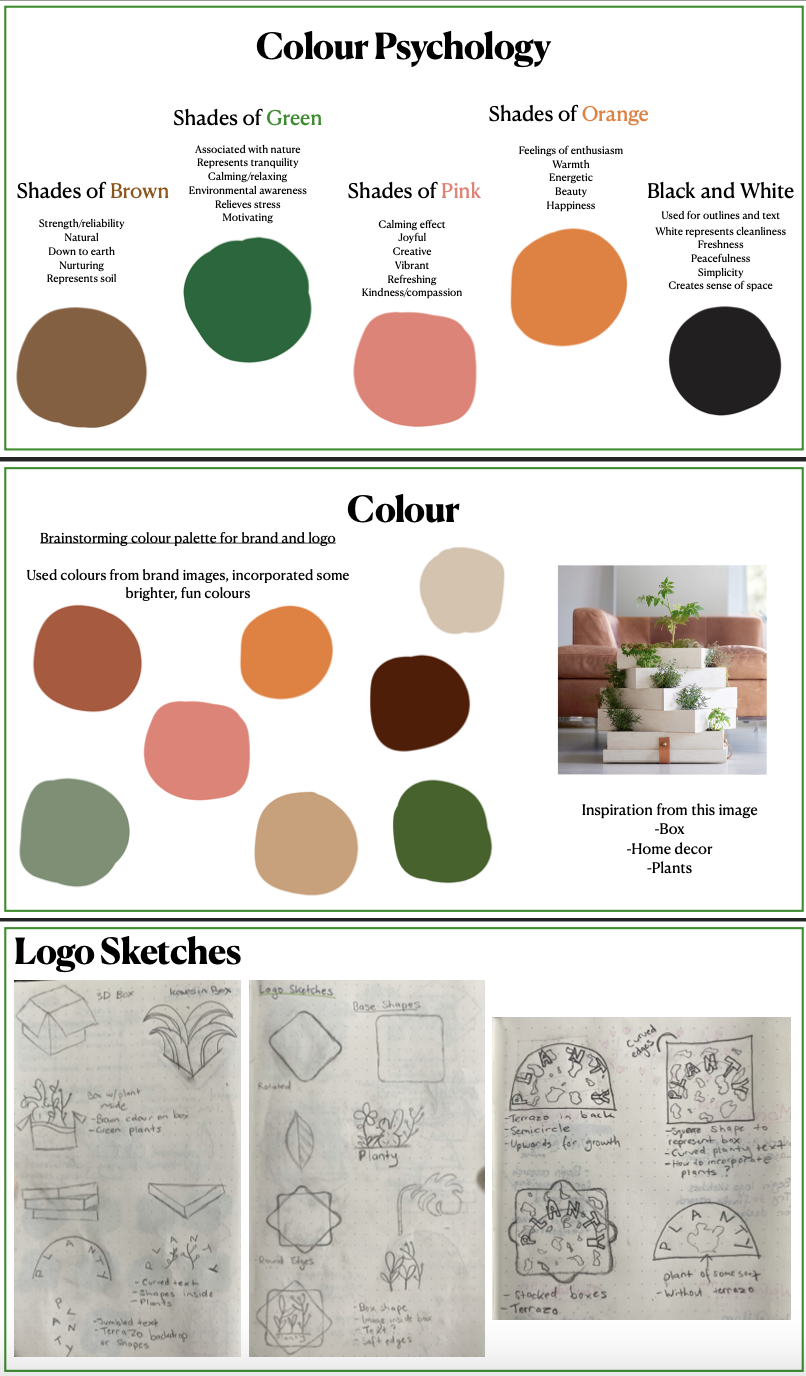 Colour Psychology
Shades of Brown
Strength/reliability
Natural
Down to earth
Nurturing
Represents soil
Shades of Green
Associated with nature
Represents tranquility
Calming/relaxing
Environmental awareness
Relieves stress
Motivating
Shades of Pink
Calming effect
Joyful
Creative
Vibrant
Refreshing
Kindness/compassion
Shades of Orange
Feelings of enthusiasm
Warmth
Energetic
Beauty
Happiness
Black and White
Used for outlines and text
White represents cleanliness
Freshness
Peacefulness
Simplicity
Creates sense of space
Colour
Brainstorming colour palette for brand and logo
Used colours from brand images, incorporated some
brighter, fun colours
Inspiration from this image
-Box
-Home decor
-Plants
Logo Sketches
3D Box
in Box
Box w/plant
inside
-Brown colour on box
-Green plants
PLANTY
PLANTY
-Curved text
-Shapes inside
-Plants
PLANTY
-Jumbled text
-Terrazo backdrop
or shapes
Logo Sketches
Base Shapes
Rotated
Planty
-Round Edges
Planty
-Box shape
-Image inside box
-Text?
-Soft edges
PLANTY
-Terrazo in back
-Semicircle
-Upwards for growth
Curved
edges
PLANTY
-Square shape to
represent box
-Curved planty text
-How to incorporate
plants?
PLANTY
-Stacked boxes
-Terrazo
PLANTY
plant of some sort
-Without terrazo